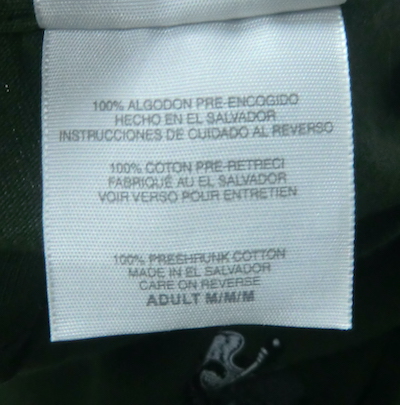 100% ALGODON PRE-ENCOGIDO
HECHO EN EL SALVADOR
INSTRUCCIONES DE CUIDADO AL REVERSO
100% COTON PRE-RETRECI
FABRIQUÉ AU EL SALVADOR
VOIR VERSO POUR ENTRETIEN
100% PRESHRUNK COTTON
MADE IN EL SALVADOR
CARE ON REVERSE
ADULT M/M/M